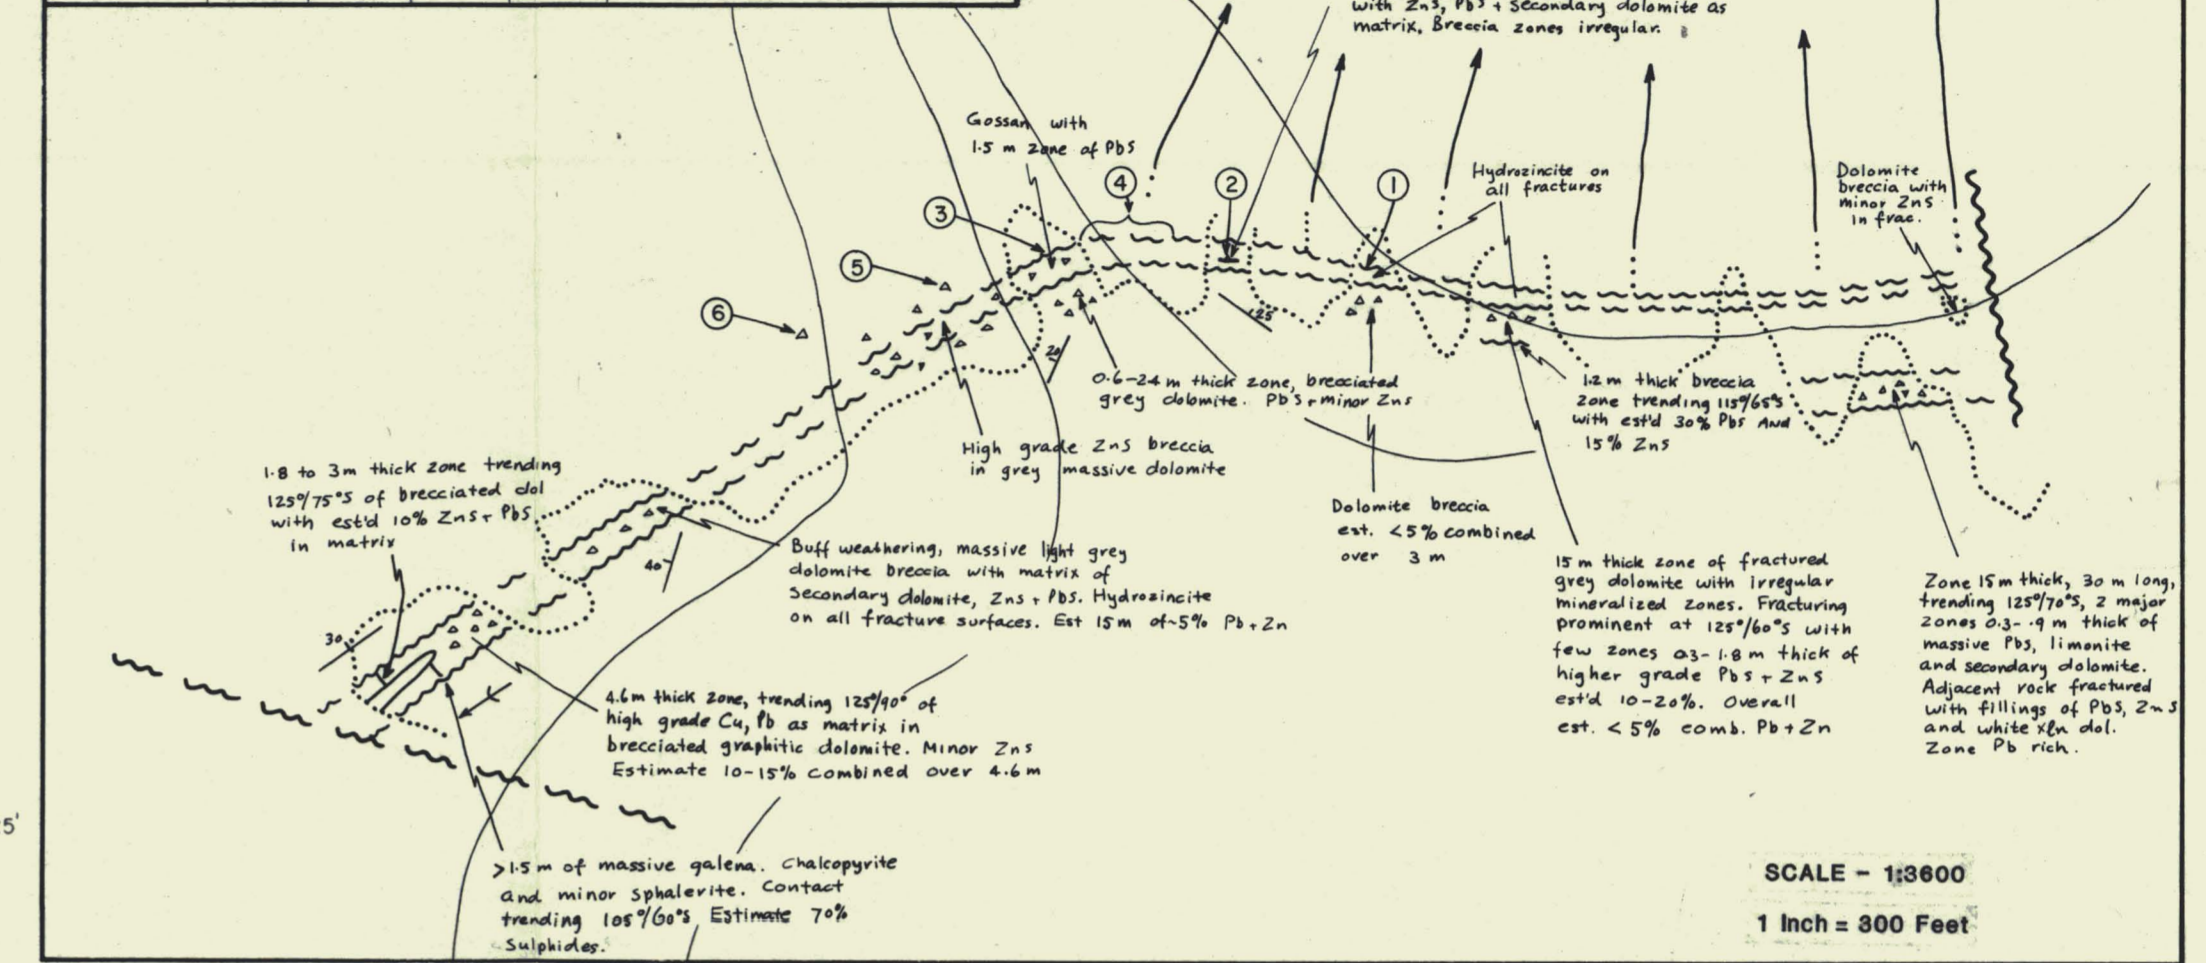 with ZnS, PbS + Secondary dolomite as
matrix, Breccia zones irregular.
Gossan with
1.5 m zone of PbS
4
2
1
Hydrozincite on
all fractures
Dolomite
breccia with
minor ZnS
in frac.
3
5
6
25
20
0.6-2.4 m thick zone, brecciated
grey dolomite. PbS + minor ZnS
1.2 m thick breccia
zone trending 115°/65°S
with est'd 30% PbS AND
15% ZnS
High grade ZnS breccia
in grey massive dolomite
1.8 to 3m thick zone trending
125°/75°S of brecciated dol
with est'd 10% ZnS + PbS
in matrix
Dolomite breccia
est. <5% combined
over 3 m
Buff weathering, massive light grey
dolomite breccia with matrix of
Secondary dolomite, ZnS + PbS. Hydrozincite
on all fracture surfaces. Est 15m of ~5% Pb + Zn
40
30
15 m thick zone of fractured
grey dolomite with irregular
mineralized zones. Fracturing
prominent at 125°/60°S with
few zones 0.3-1.8 m thick of
higher grade PbS + ZnS
est'd 10-20%. Overall
est. < 5% comb. Pb + Zn
Zone 15m thick, 30 m long,
trending 125°/70°S, 2 major
zones 0.3-.9 m thick of
massive PbS, limonite
and secondary dolomite.
Adjacent rock fractured
with fillings of PbS, ZnS
and white xln dol.
Zone Pb rich.
4.6m thick zone, trending 125°/90° of
high grade Cu, Pb as matrix in
brecciated graphitic dolomite. Minor ZnS
Estimate 10-15% combined over 4.6 m
5'
>1.5 m of massive galena. Chalcopyrite
and minor sphalerite. Contact
trending 105°/60°S Estimate 70%
Sulphides.
SCALE - 1:3600
1 Inch = 300 Feet